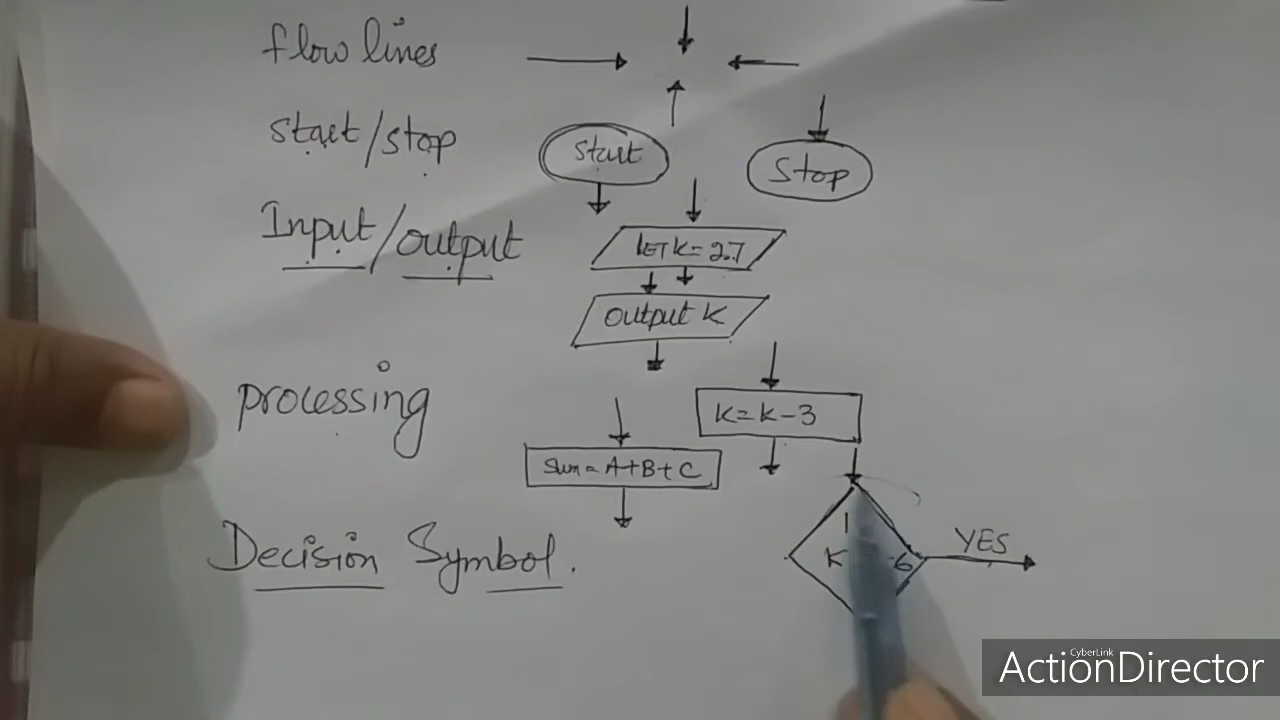 flow lines
start/stop
Start
Stop
Input/output
LET K = 2.7
output K
Processing
K = K - 3
Sum = A + B + C
Decision Symbol.
K
6
YES
CyberLink
ActionDirector